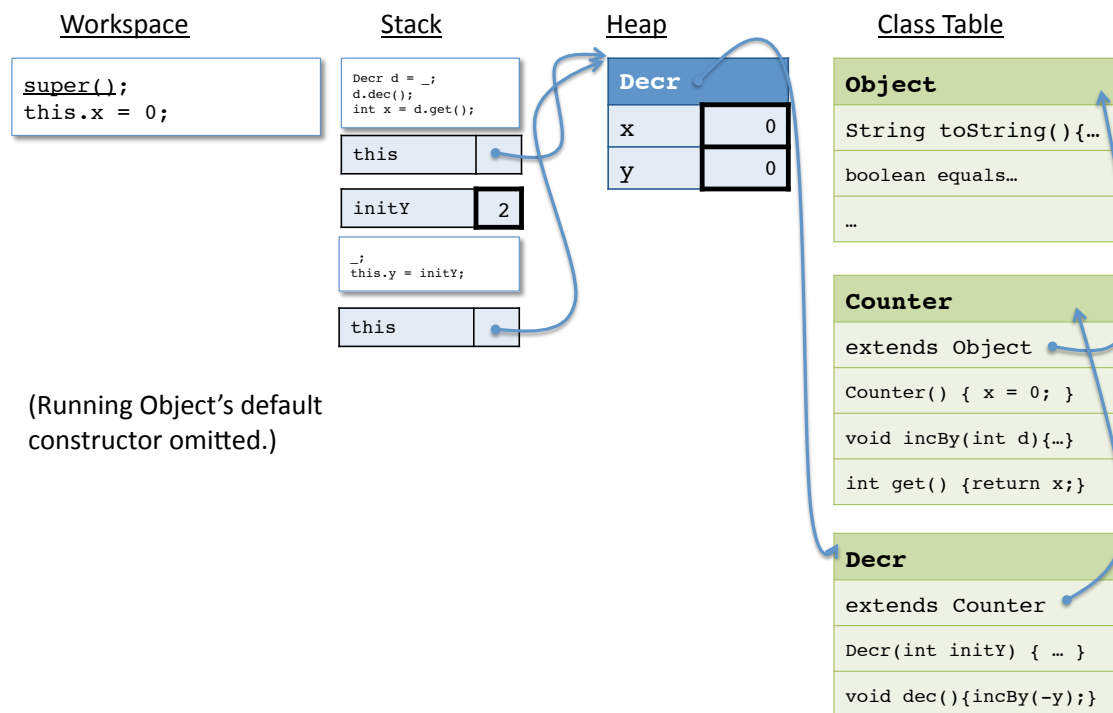 Workspace
Stack
Heap
Class Table
super();
this.x = 0;
Decr d = _;
d.dec();
int x = d.get();
this
initY 2
_;
this.y = initY;
this
Decr
x 0
y 0
Object
String toString(){…
boolean equals…
…
Counter
extends Object
Counter() { x = 0; }
void incBy(int d){…}
int get() {return x;}
Decr
extends Counter
Decr(int initY) { … }
void dec(){incBy(-y);}
(Running Object's default
constructor omitted.)